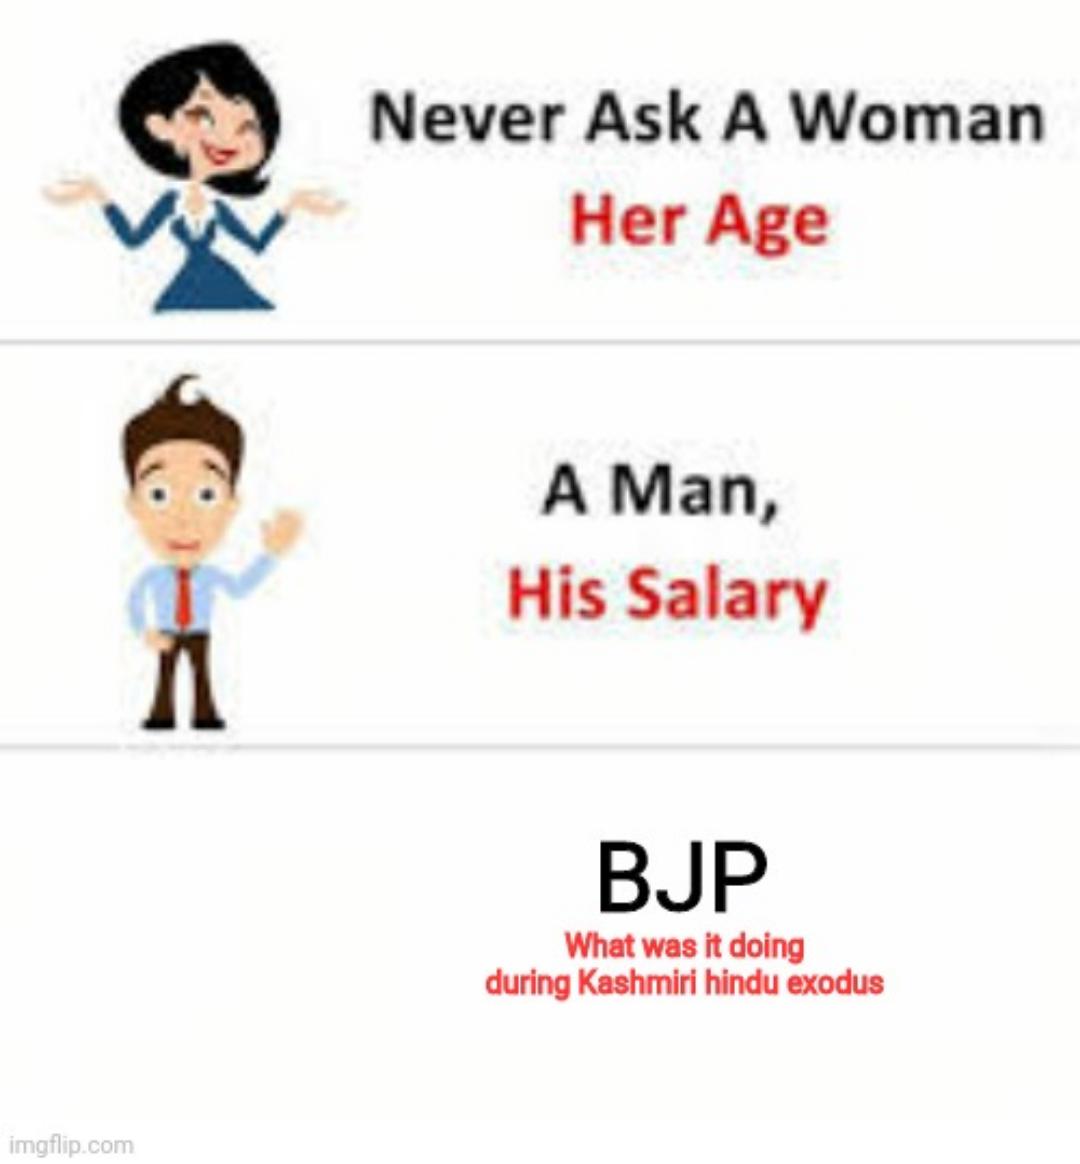 Never Ask A Woman
Her Age
A Man,
His Salary
BJP
What was it doing
during Kashmiri hindu exodus
imgflip.com